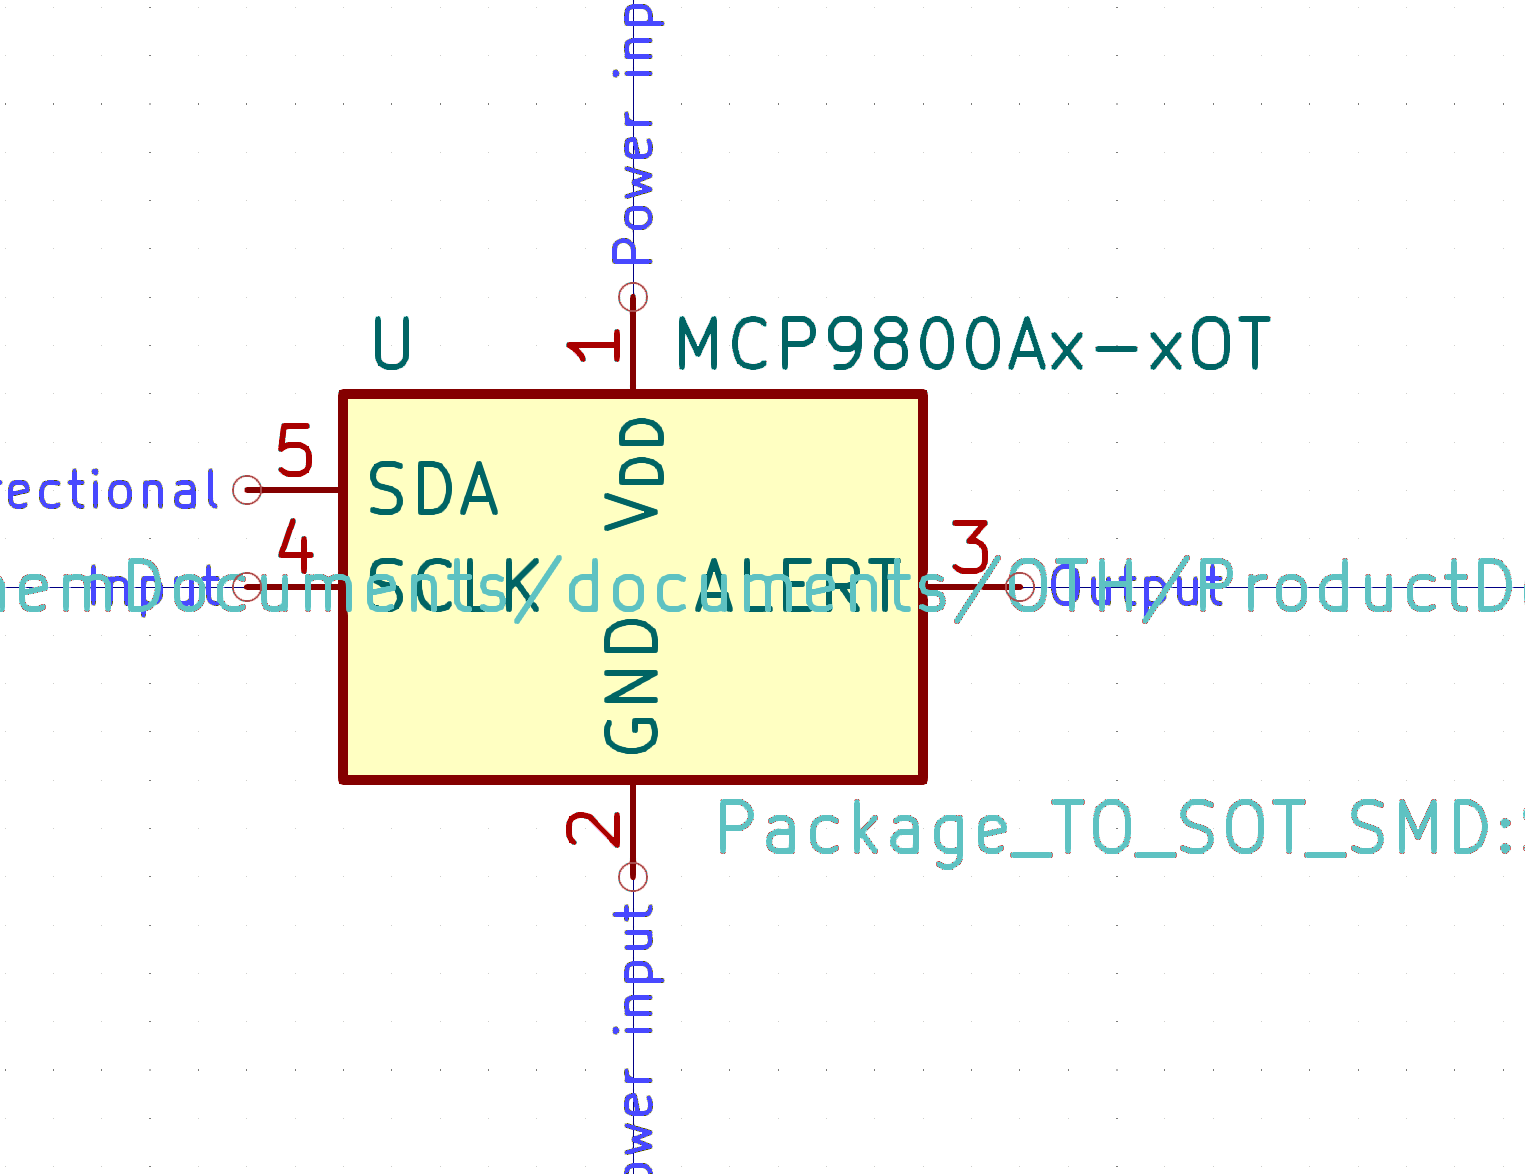 Power inp
U
1
MCP9800Ax-xOT
5
rectional
SDA
VDD
4
3
Input
SCLK
ALERT
Output
nemDocuments/documents/OTH/ProductD
GND
2
Package_TO_SOT_SMD:
ower input